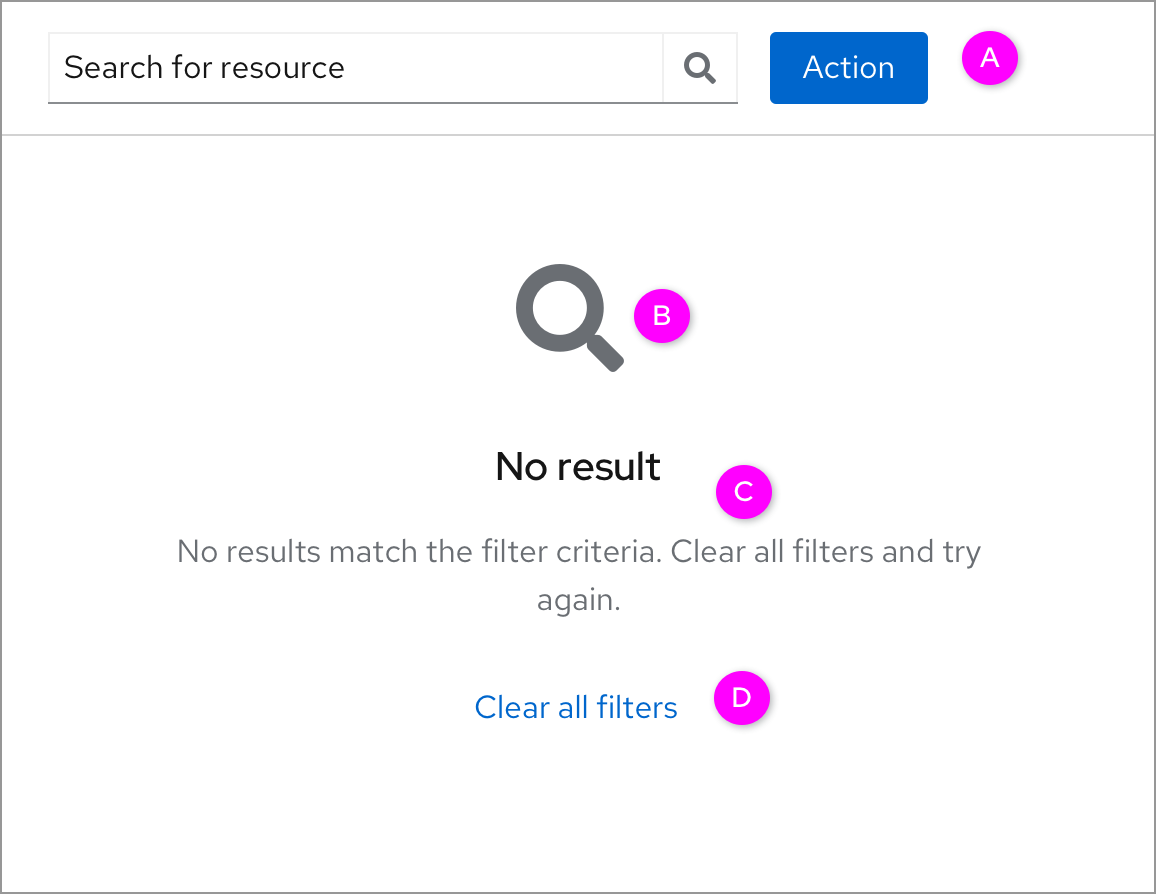 Search for resource
Action
A
B
No result
C
No results match the filter criteria. Clear all filters and try
again.
Clear all filters
D